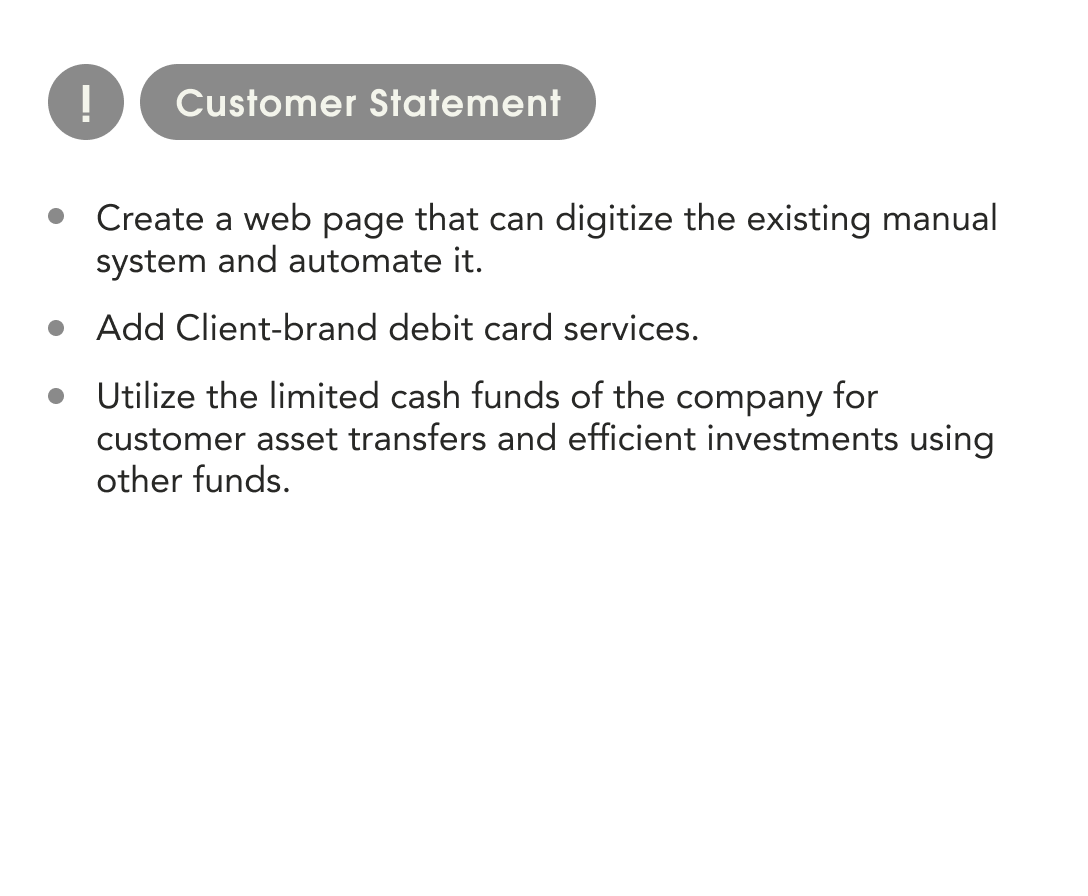 !
Customer Statement
Create a web page that can digitize the existing manual
system and automate it.
Add Client-brand debit card services.
Utilize the limited cash funds of the company for
customer asset transfers and efficient investments using
other funds.